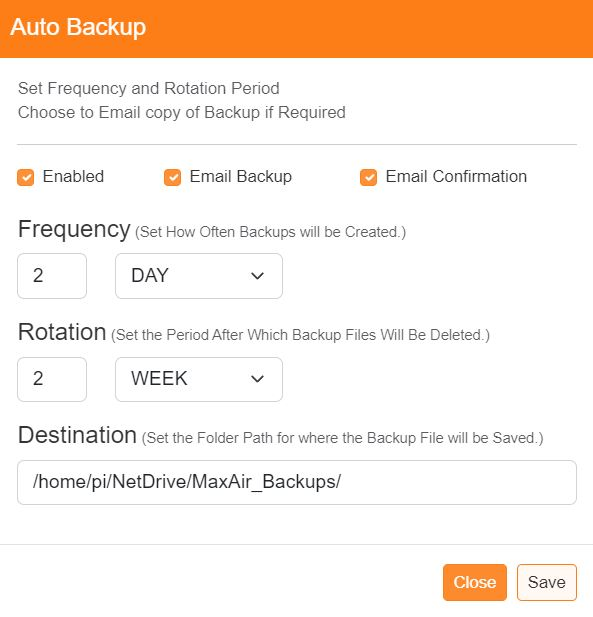 Auto Backup
Set Frequency and Rotation Period
Choose to Email copy of Backup if Required
Enabled Email Backup Email Confirmation
Frequency (Set How Often Backups will be Created.)
2 DAY
Rotation (Set the Period After Which Backup Files Will Be Deleted.)
2 WEEK
Destination (Set the Folder Path for where the Backup File will be Saved.)
/home/pi/NetDrive/MaxAir_Backups/
Close Save